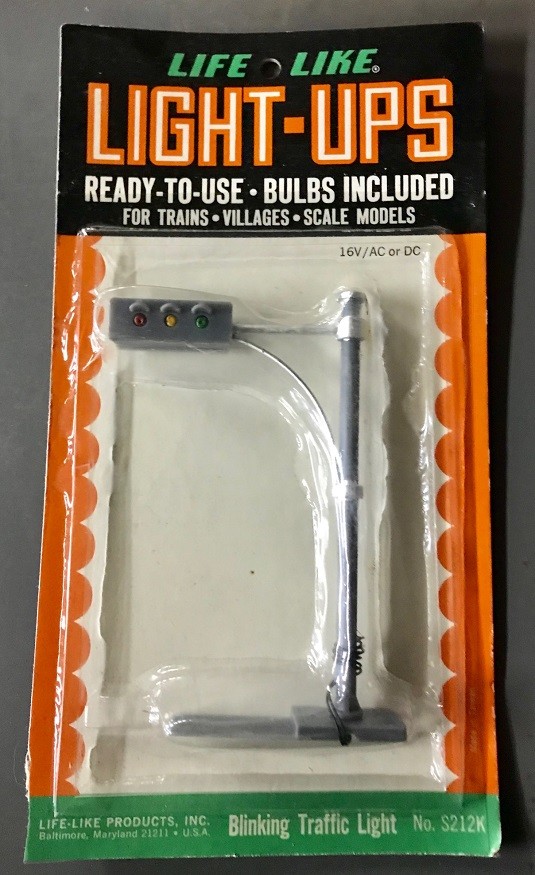 LIFE LIKE®
LIGHT-UPS
READY-TO-USE • BULBS INCLUDED
FOR TRAINS • VILLAGES • SCALE MODELS
16V/AC or DC
LIFE-LIKE PRODUCTS, INC.
Baltimore, Maryland 21211 • U.S.A.
Blinking Traffic Light No. S212K